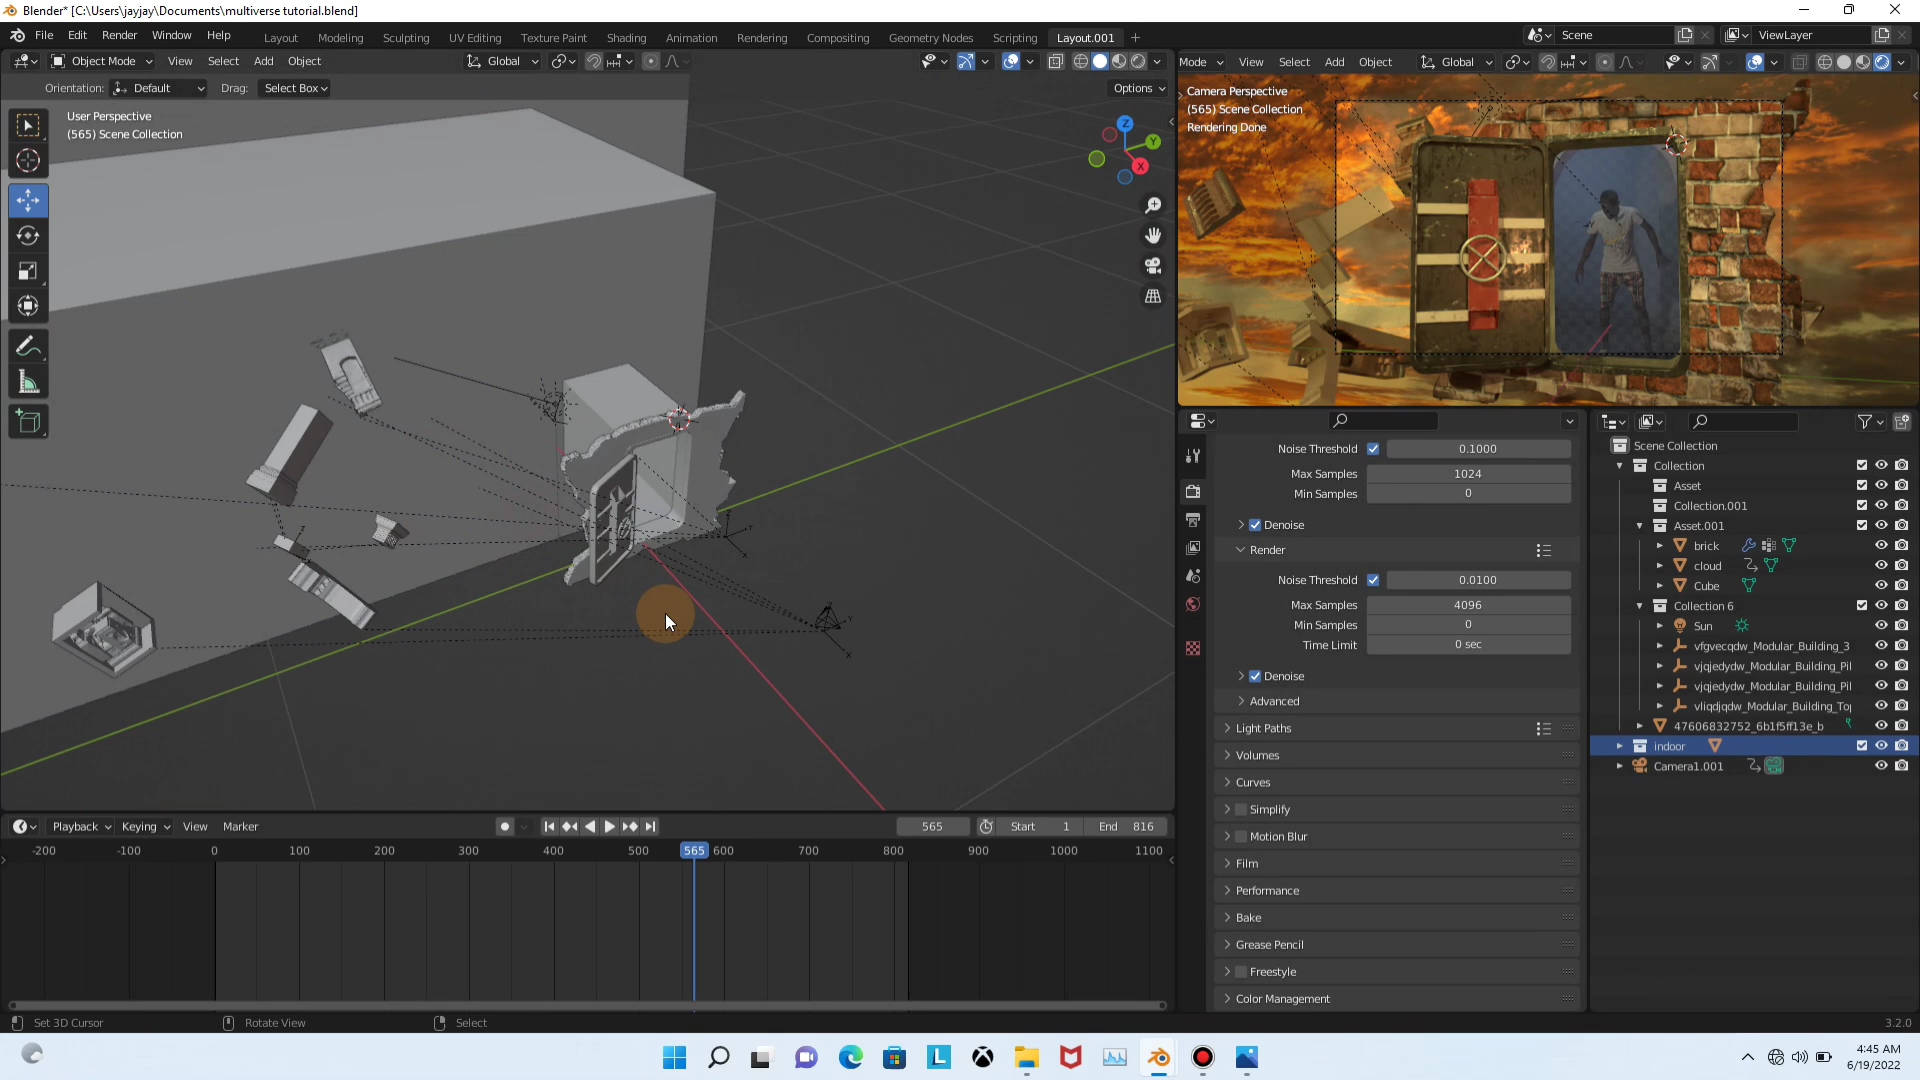 Blender* [C:\Users\jayjay\Documents\multiverse tutorial.blend]
File Edit Render Window Help Layout Modeling Sculpting UV Editing Texture Paint Shading Animation Rendering Compositing Geometry Nodes Scripting Layout.001 + Scene ViewLayer
Object Mode View Select Add Object Global
Mode View Select Add Object Global
Orientation: Default Drag: Select Box Options
User Perspective
(565) Scene Collection
Z Y X
Camera Perspective
(565) Scene Collection
Rendering Done
Noise Threshold 0.1000
Max Samples 1024
Min Samples 0
Denoise
Render
Noise Threshold 0.0100
Max Samples 4096
Min Samples 0
Time Limit 0 sec
Denoise
Advanced
Light Paths
Volumes
Curves
Simplify
Motion Blur
Film
Performance
Bake
Grease Pencil
Freestyle
Color Management
Scene Collection
Collection
Asset
Collection.001
Asset.001
brick
cloud
Cube
Collection 6
Sun
vfgvecqdw_Modular_Building_3
vjqjedydw_Modular_Building_Pil
vjqjedydw_Modular_Building_Pil
vliqdjqdw_Modular_Building_Top
47606832752_6b1f5ff13e_b
indoor
Camera1.001
Playback Keying View Marker 565 Start 1 End 816
-200 -100 0 100 200 300 400 500 565 600 700 800 900 1000 1100
Set 3D Cursor Rotate View Select 3.2.0
4:45 AM
6/19/2022